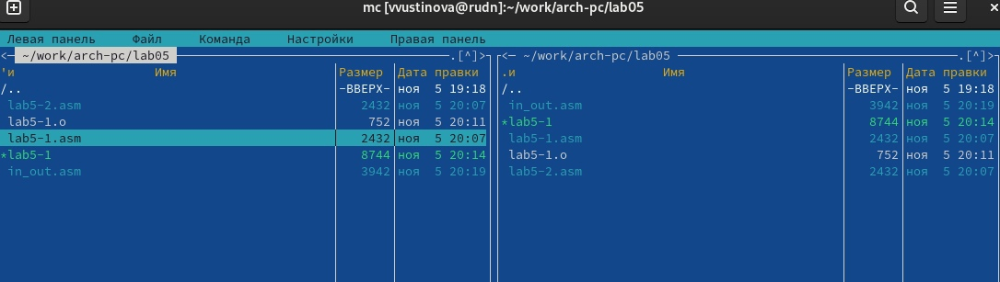 mc [vvustinova@rudn]:~/work/arch-pc/lab05
Левая панель Файл Команда Настройки Правая панель
<─ ~/work/arch-pc/lab05 .[^]>
'и Имя Размер Дата правки
/.. -ВВЕРХ- ноя 5 19:18
lab5-2.asm 2432 ноя 5 20:07
lab5-1.o 752 ноя 5 20:11
lab5-1.asm 2432 ноя 5 20:07
*lab5-1 8744 ноя 5 20:14
in_out.asm 3942 ноя 5 20:19
<─ ~/work/arch-pc/lab05 .[^]>
.и Имя Размер Дата правки
/.. -ВВЕРХ- ноя 5 19:18
in_out.asm 3942 ноя 5 20:19
*lab5-1 8744 ноя 5 20:14
lab5-1.asm 2432 ноя 5 20:07
lab5-1.o 752 ноя 5 20:11
lab5-2.asm 2432 ноя 5 20:07